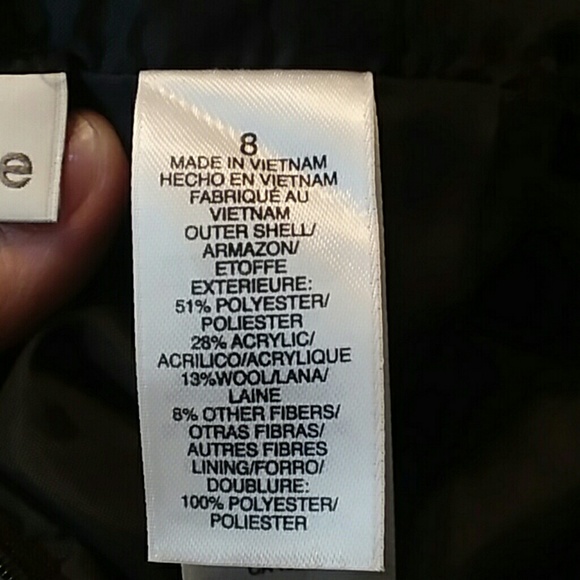 e
8
MADE IN VIETNAM
HECHO EN VIETNAM
FABRIQUÉ AU
VIETNAM
OUTER SHELL/
ARMAZON/
ETOFFE
EXTERIEURE:
51% POLYESTER/
POLIESTER
28% ACRYLIC/
ACRILICO/ACRYLIQUE
13%WOOL/LANA/
LAINE
8% OTHER FIBERS/
OTRAS FIBRAS/
AUTRES FIBRES
LINING/FORRO/
DOUBLURE:
100% POLYESTER/
POLIESTER